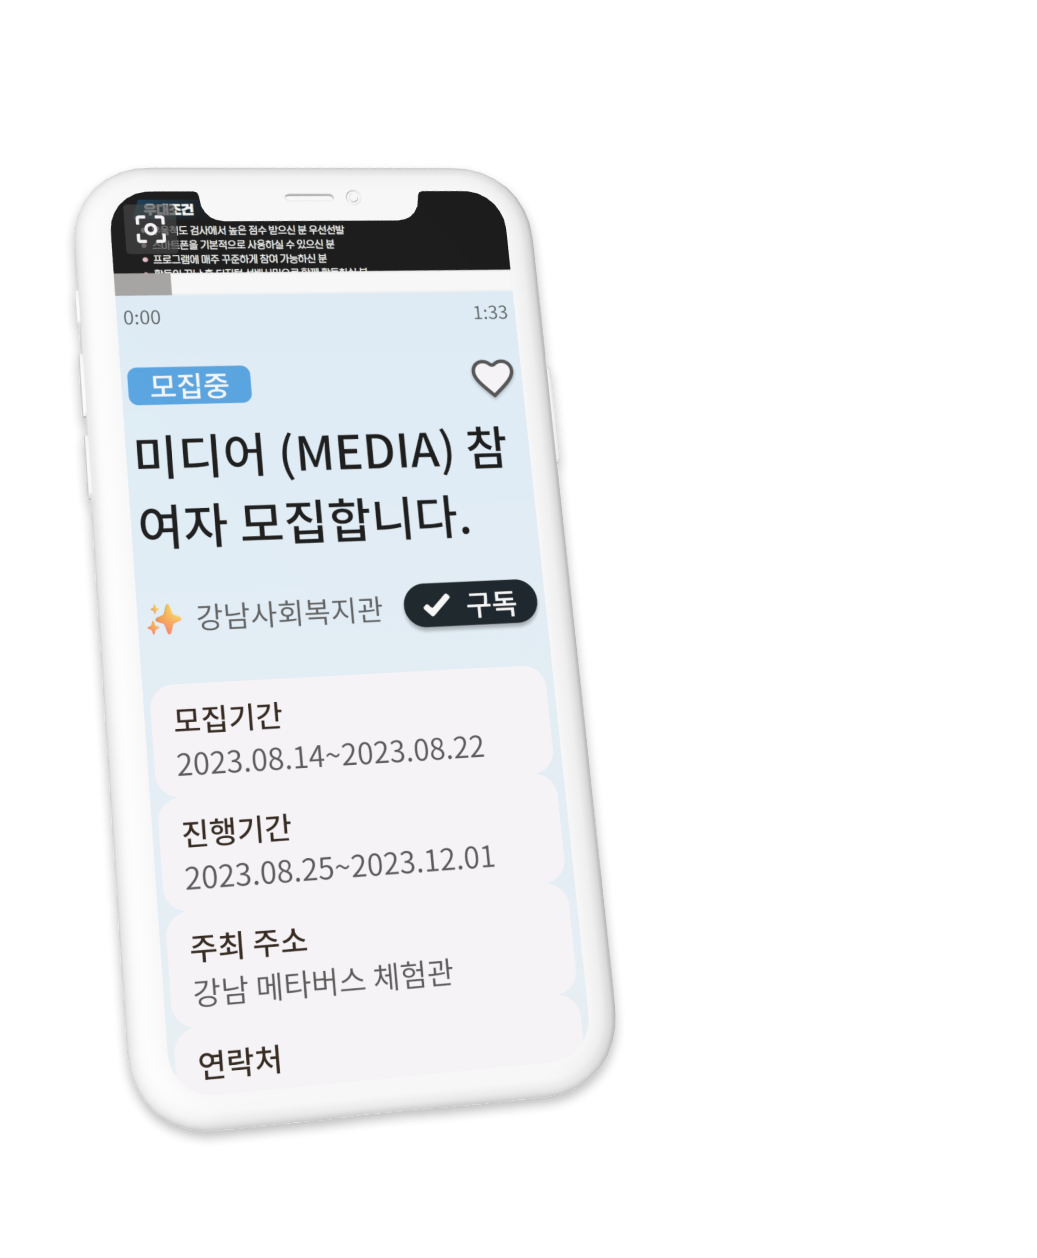 우대조건
검사에서 높은 점수 받으신 분 우선선발
스마트폰을 기본적으로 사용하실 수 있으신 분
프로그램에 매주 꾸준하게 참여 가능하신 분
0:00
1:33
모집중
미디어 (MEDIA) 참
여자 모집합니다.
강남사회복지관
구독
모집기간
2023.08.14~2023.08.22
진행기간
2023.08.25~2023.12.01
주최 주소
강남 메타버스 체험관
연락처